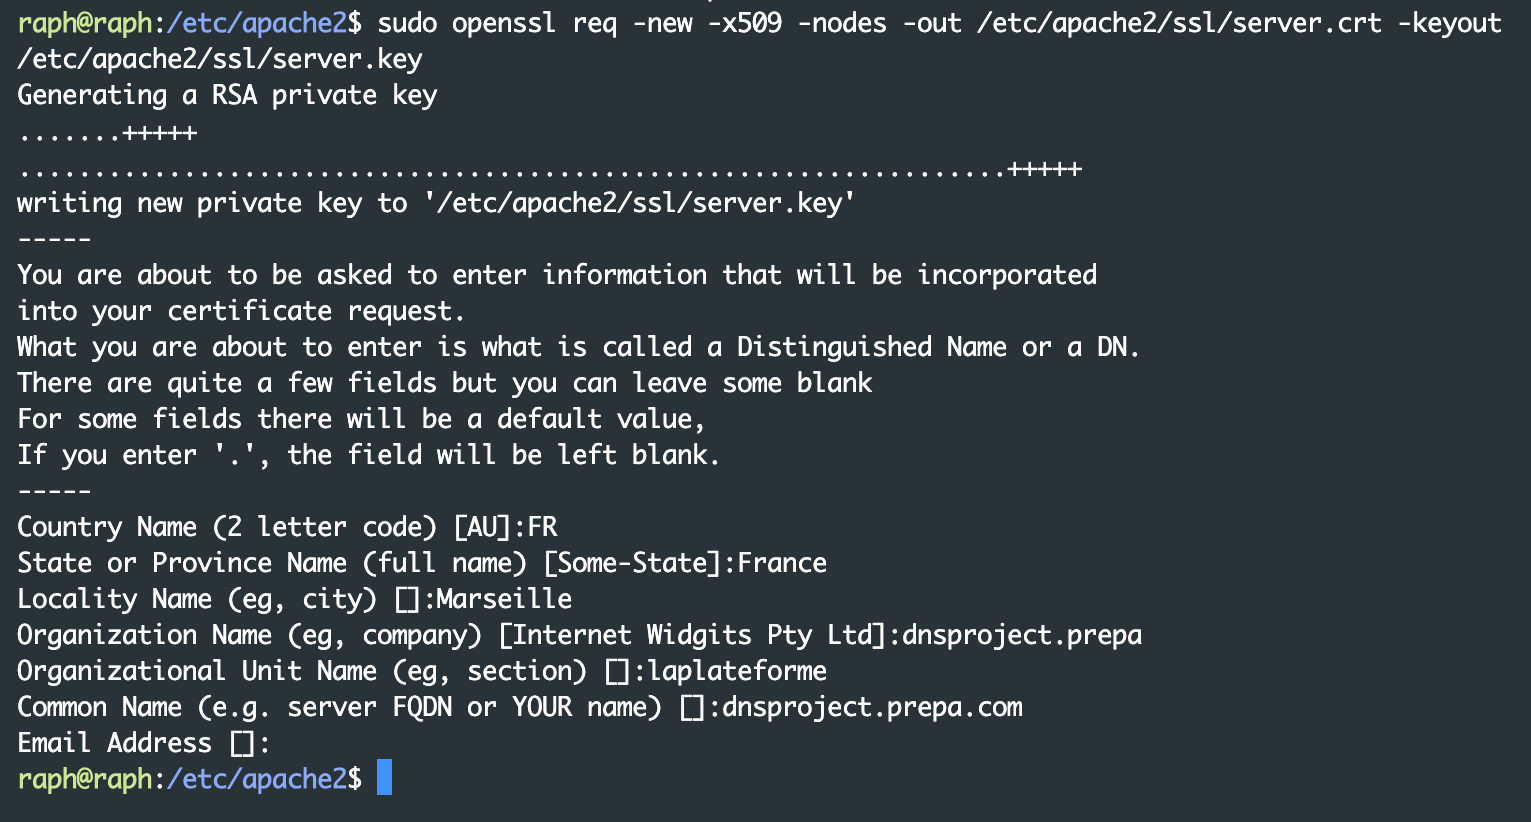 raph@raph:/etc/apache2$ sudo openssl req -new -x509 -nodes -out /etc/apache2/ssl/server.crt -keyout
/etc/apache2/ssl/server.key
Generating a RSA private key
.......+++++
..................................................................+++++
writing new private key to '/etc/apache2/ssl/server.key'
-----
You are about to be asked to enter information that will be incorporated
into your certificate request.
What you are about to enter is what is called a Distinguished Name or a DN.
There are quite a few fields but you can leave some blank
For some fields there will be a default value,
If you enter '.', the field will be left blank.
-----
Country Name (2 letter code) [AU]:FR
State or Province Name (full name) [Some-State]:France
Locality Name (eg, city) []:Marseille
Organization Name (eg, company) [Internet Widgits Pty Ltd]:dnsproject.prepa
Organizational Unit Name (eg, section) []:laplateforme
Common Name (e.g. server FQDN or YOUR name) []:dnsproject.prepa.com
Email Address []:
raph@raph:/etc/apache2$